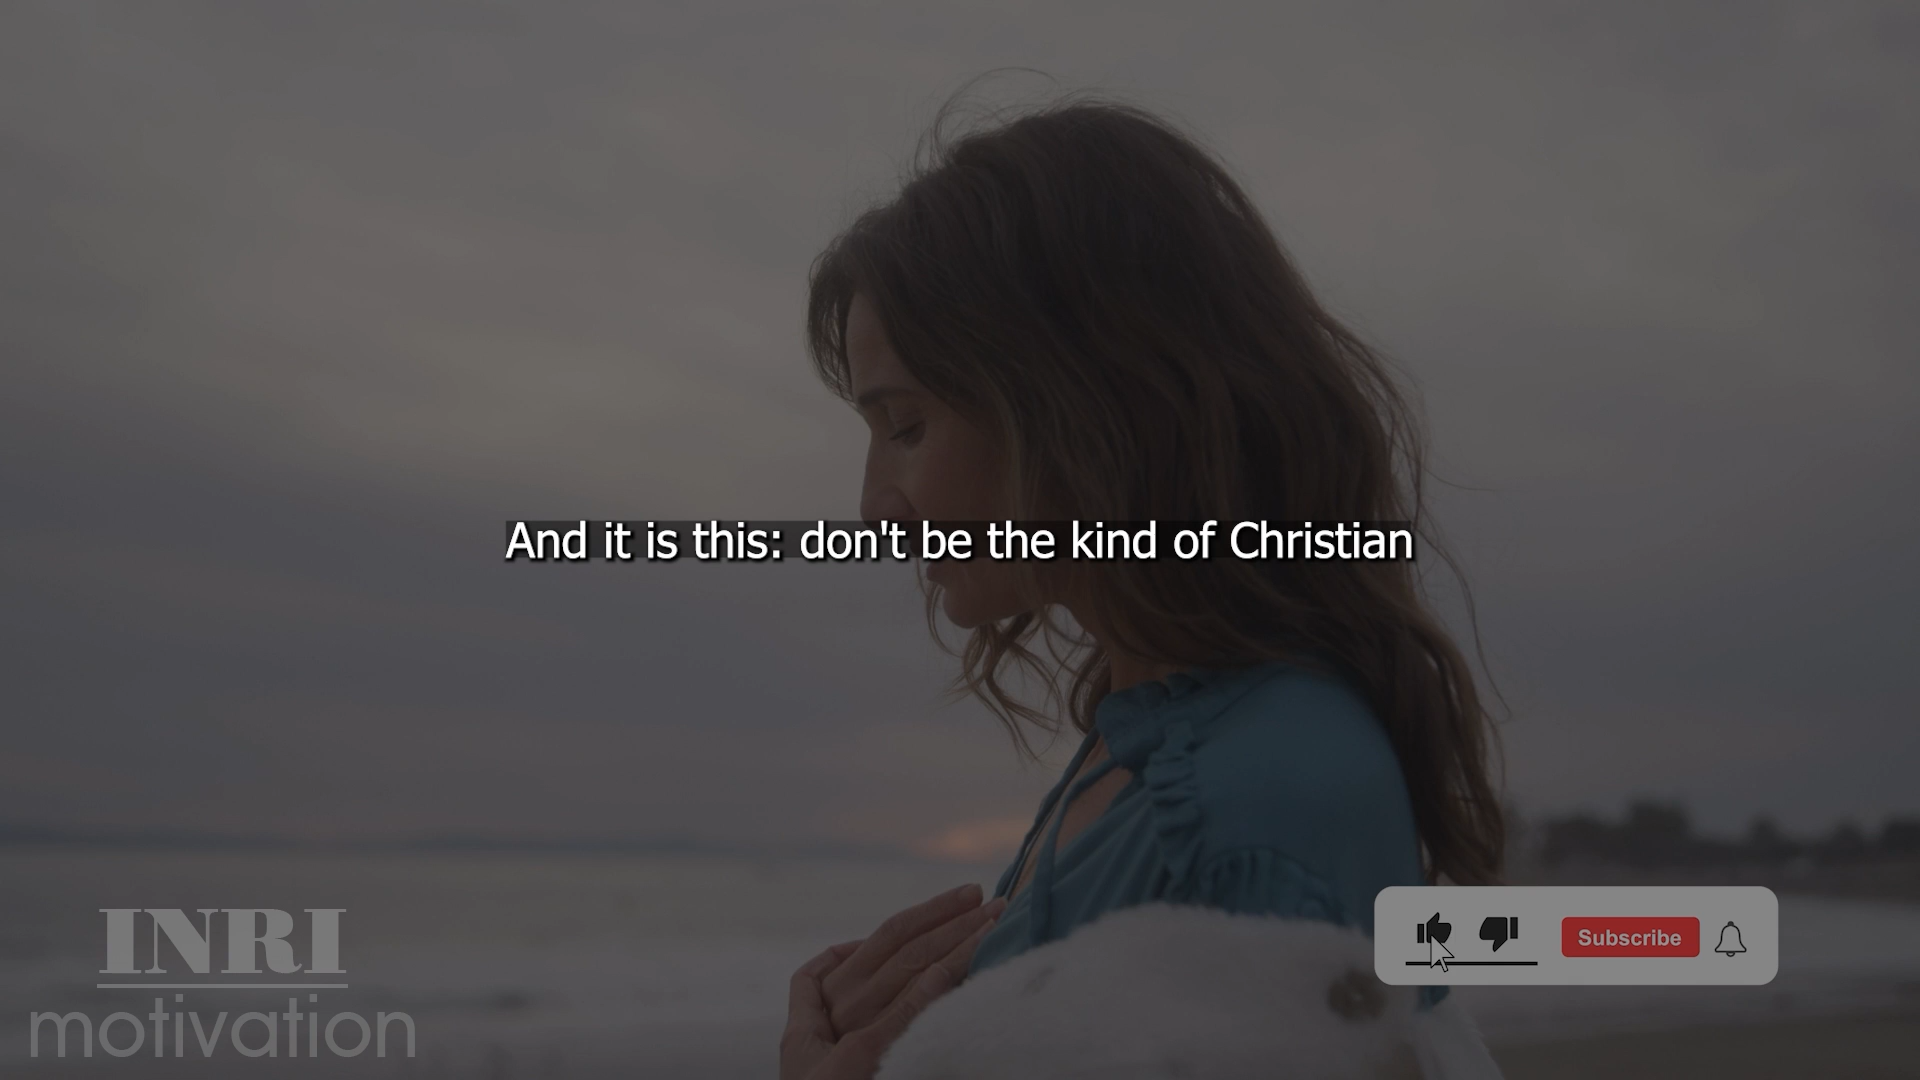 And it is this: don't be the kind of Christian
INRI
motivation
Subscribe